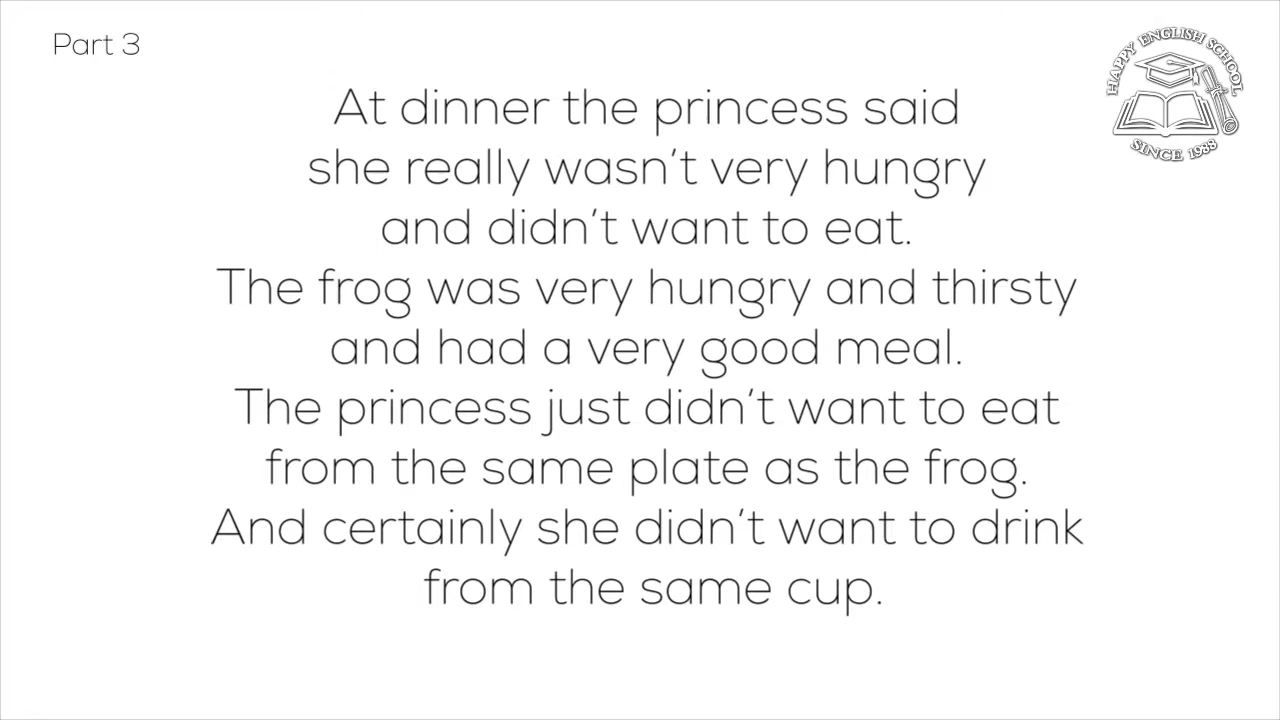 Part 3
HAPPY ENGLISH SCHOOL
SINCE 1988
At dinner the princess said
she really wasn't very hungry
and didn't want to eat.
The frog was very hungry and thirsty
and had a very good meal.
The princess just didn't want to eat
from the same plate as the frog.
And certainly she didn't want to drink
from the same cup.